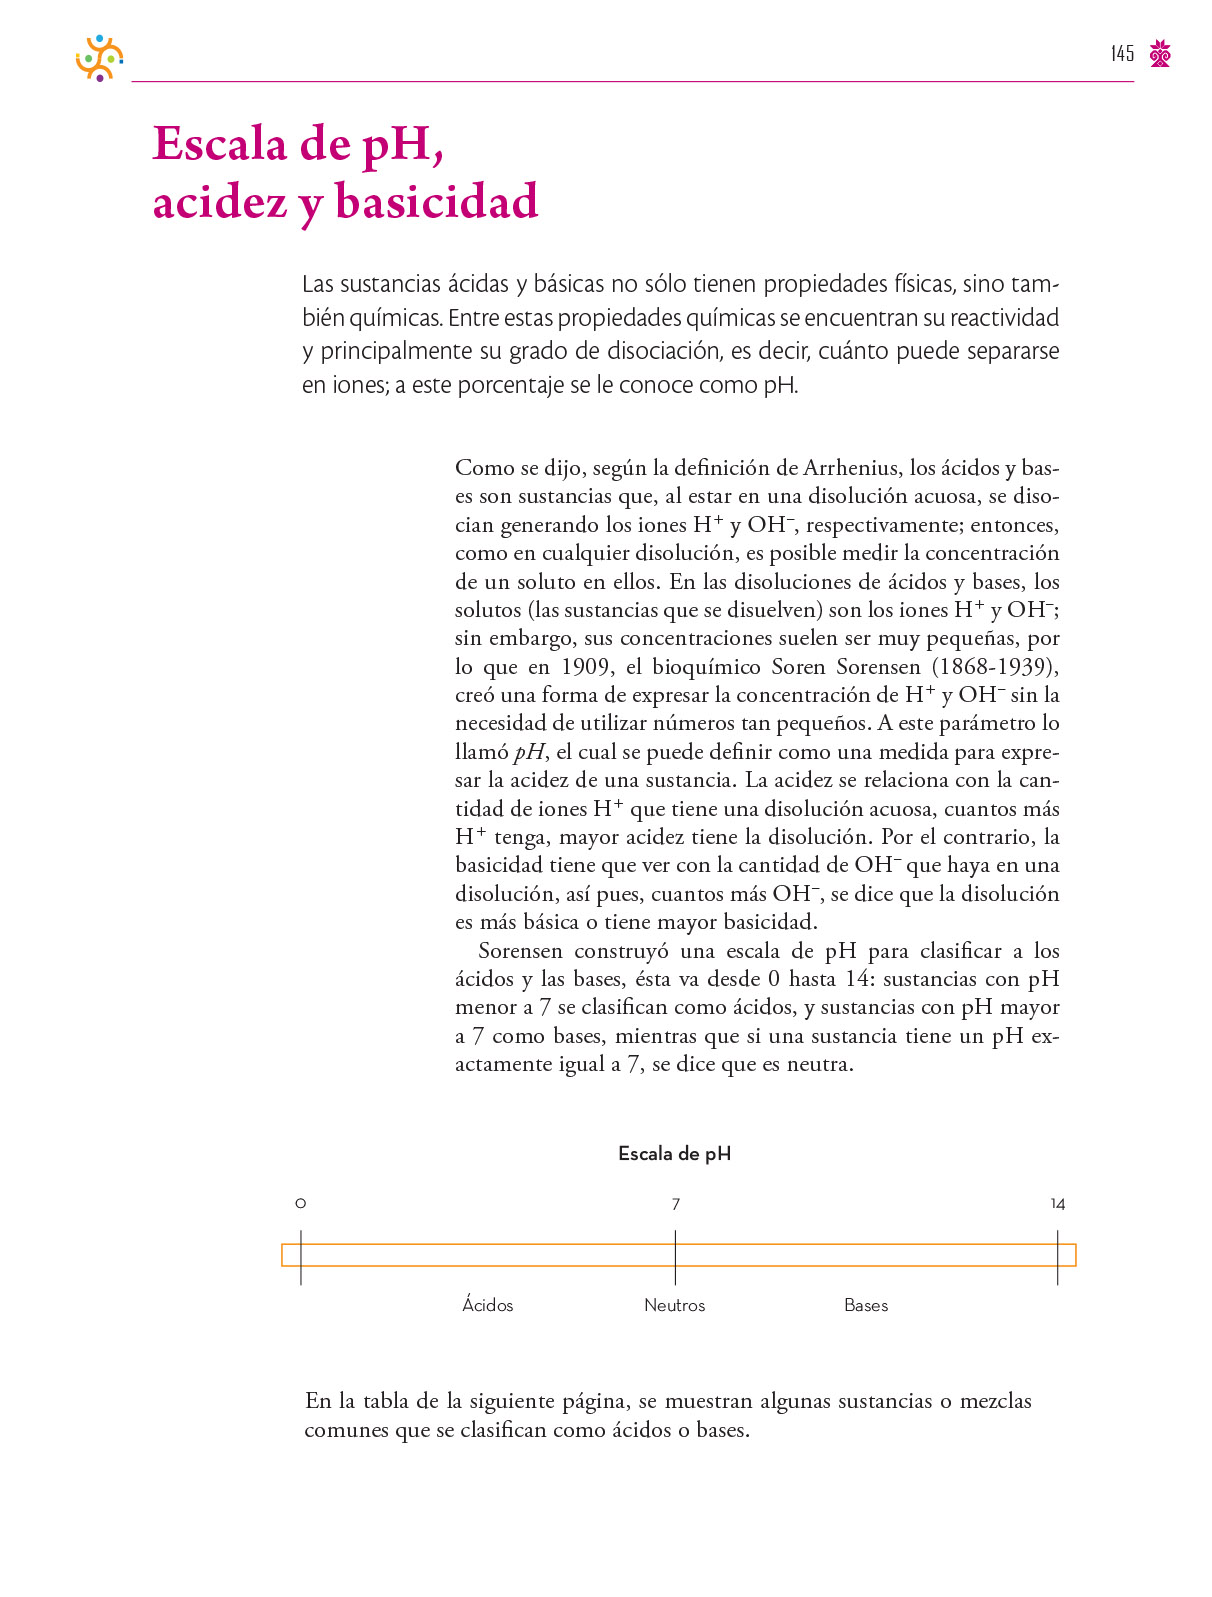 145
Escala de pH,
acidez y basicidad
Las sustancias ácidas y básicas no sólo tienen propiedades físicas, sino tam-
bién químicas. Entre estas propiedades químicas se encuentran su reactividad
y principalmente su grado de disociación, es decir, cuánto puede separarse
en iones; a este porcentaje se le conoce como pH.
Como se dijo, según la definición de Arrhenius, los ácidos y bas-
es son sustancias que, al estar en una disolución acuosa, se diso-
cian generando los iones H⁺ y OH⁻, respectivamente; entonces,
como en cualquier disolución, es posible medir la concentración
de un soluto en ellos. En las disoluciones de ácidos y bases, los
solutos (las sustancias que se disuelven) son los iones H⁺ y OH⁻;
sin embargo, sus concentraciones suelen ser muy pequeñas, por
lo que en 1909, el bioquímico Soren Sorensen (1868-1939),
creó una forma de expresar la concentración de H⁺ y OH⁻ sin la
necesidad de utilizar números tan pequeños. A este parámetro lo
llamó pH, el cual se puede definir como una medida para expre-
sar la acidez de una sustancia. La acidez se relaciona con la can-
tidad de iones H⁺ que tiene una disolución acuosa, cuantos más
H⁺ tenga, mayor acidez tiene la disolución. Por el contrario, la
basicidad tiene que ver con la cantidad de OH⁻ que haya en una
disolución, así pues, cuantos más OH⁻, se dice que la disolución
es más básica o tiene mayor basicidad.
Sorensen construyó una escala de pH para clasificar a los
ácidos y las bases, ésta va desde 0 hasta 14: sustancias con pH
menor a 7 se clasifican como ácidos, y sustancias con pH mayor
a 7 como bases, mientras que si una sustancia tiene un pH ex-
actamente igual a 7, se dice que es neutra.
Escala de pH
0 7 14
Ácidos Neutros Bases
En la tabla de la siguiente página, se muestran algunas sustancias o mezclas
comunes que se clasifican como ácidos o bases.